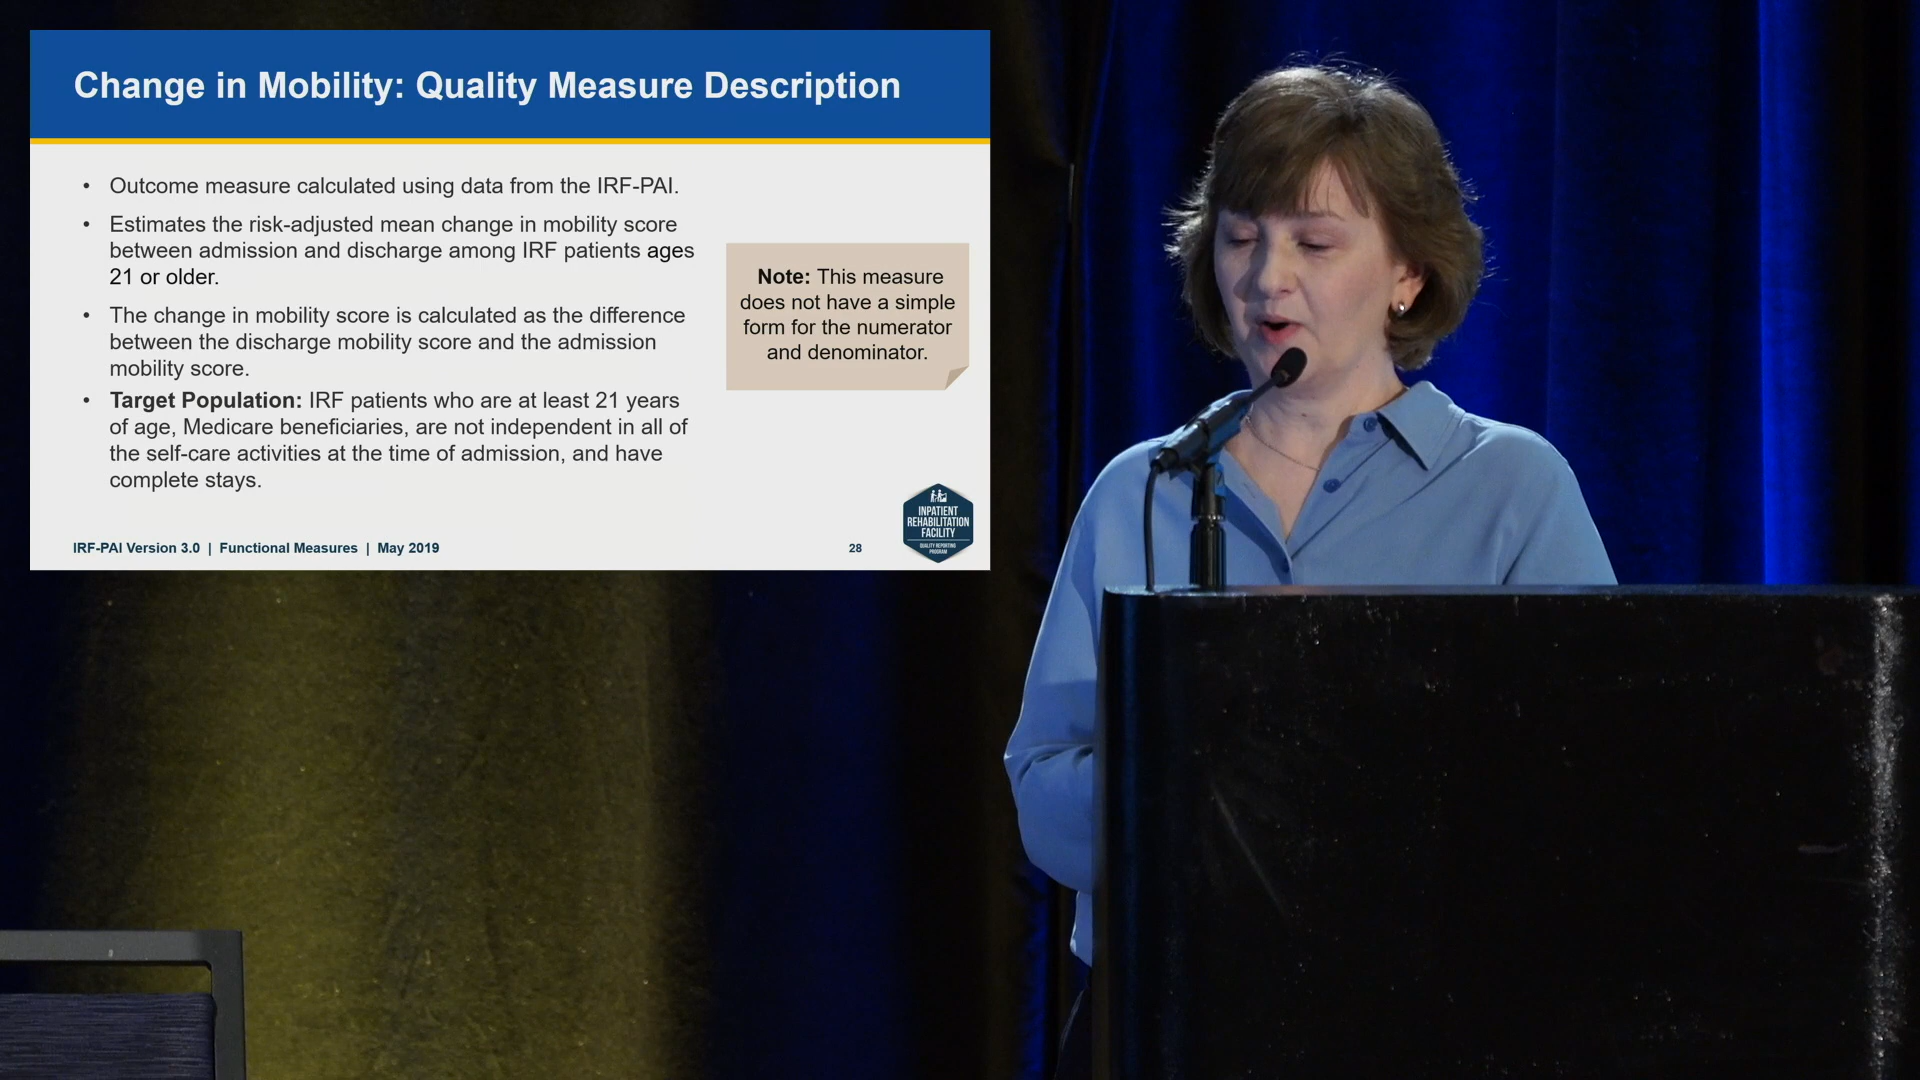 Change in Mobility: Quality Measure Description
• Outcome measure calculated using data from the IRF-PAI.
• Estimates the risk-adjusted mean change in mobility score
between admission and discharge among IRF patients ages
21 or older.
• The change in mobility score is calculated as the difference
between the discharge mobility score and the admission
mobility score.
• Target Population: IRF patients who are at least 21 years
of age, Medicare beneficiaries, are not independent in all of
the self-care activities at the time of admission, and have
complete stays.
Note: This measure
does not have a simple
form for the numerator
and denominator.
IRF-PAI Version 3.0 | Functional Measures | May 2019
28
INPATIENT
REHABILITATION
FACILITY
QUALITY REPORTING
PROGRAM